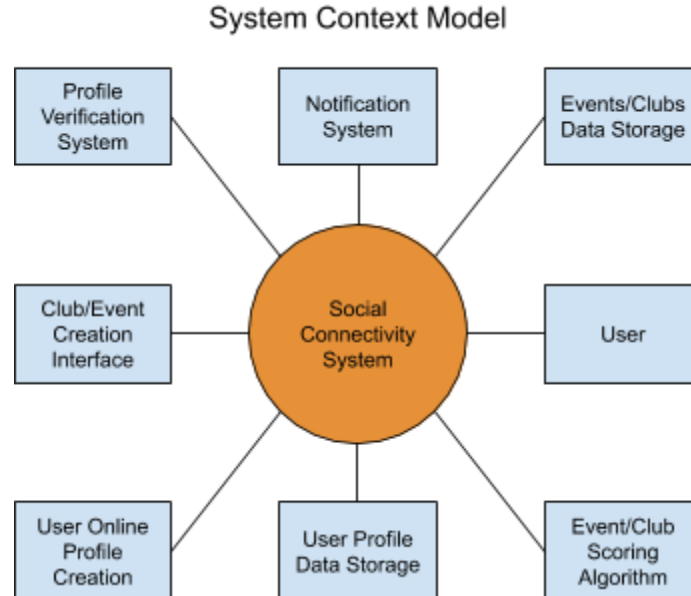 System Context Model
Profile
Verification
System
Notification
System
Events/Clubs
Data Storage
Club/Event
Creation
Interface
Social
Connectivity
System
User
User Online
Profile
Creation
User Profile
Data Storage
Event/Club
Scoring
Algorithm